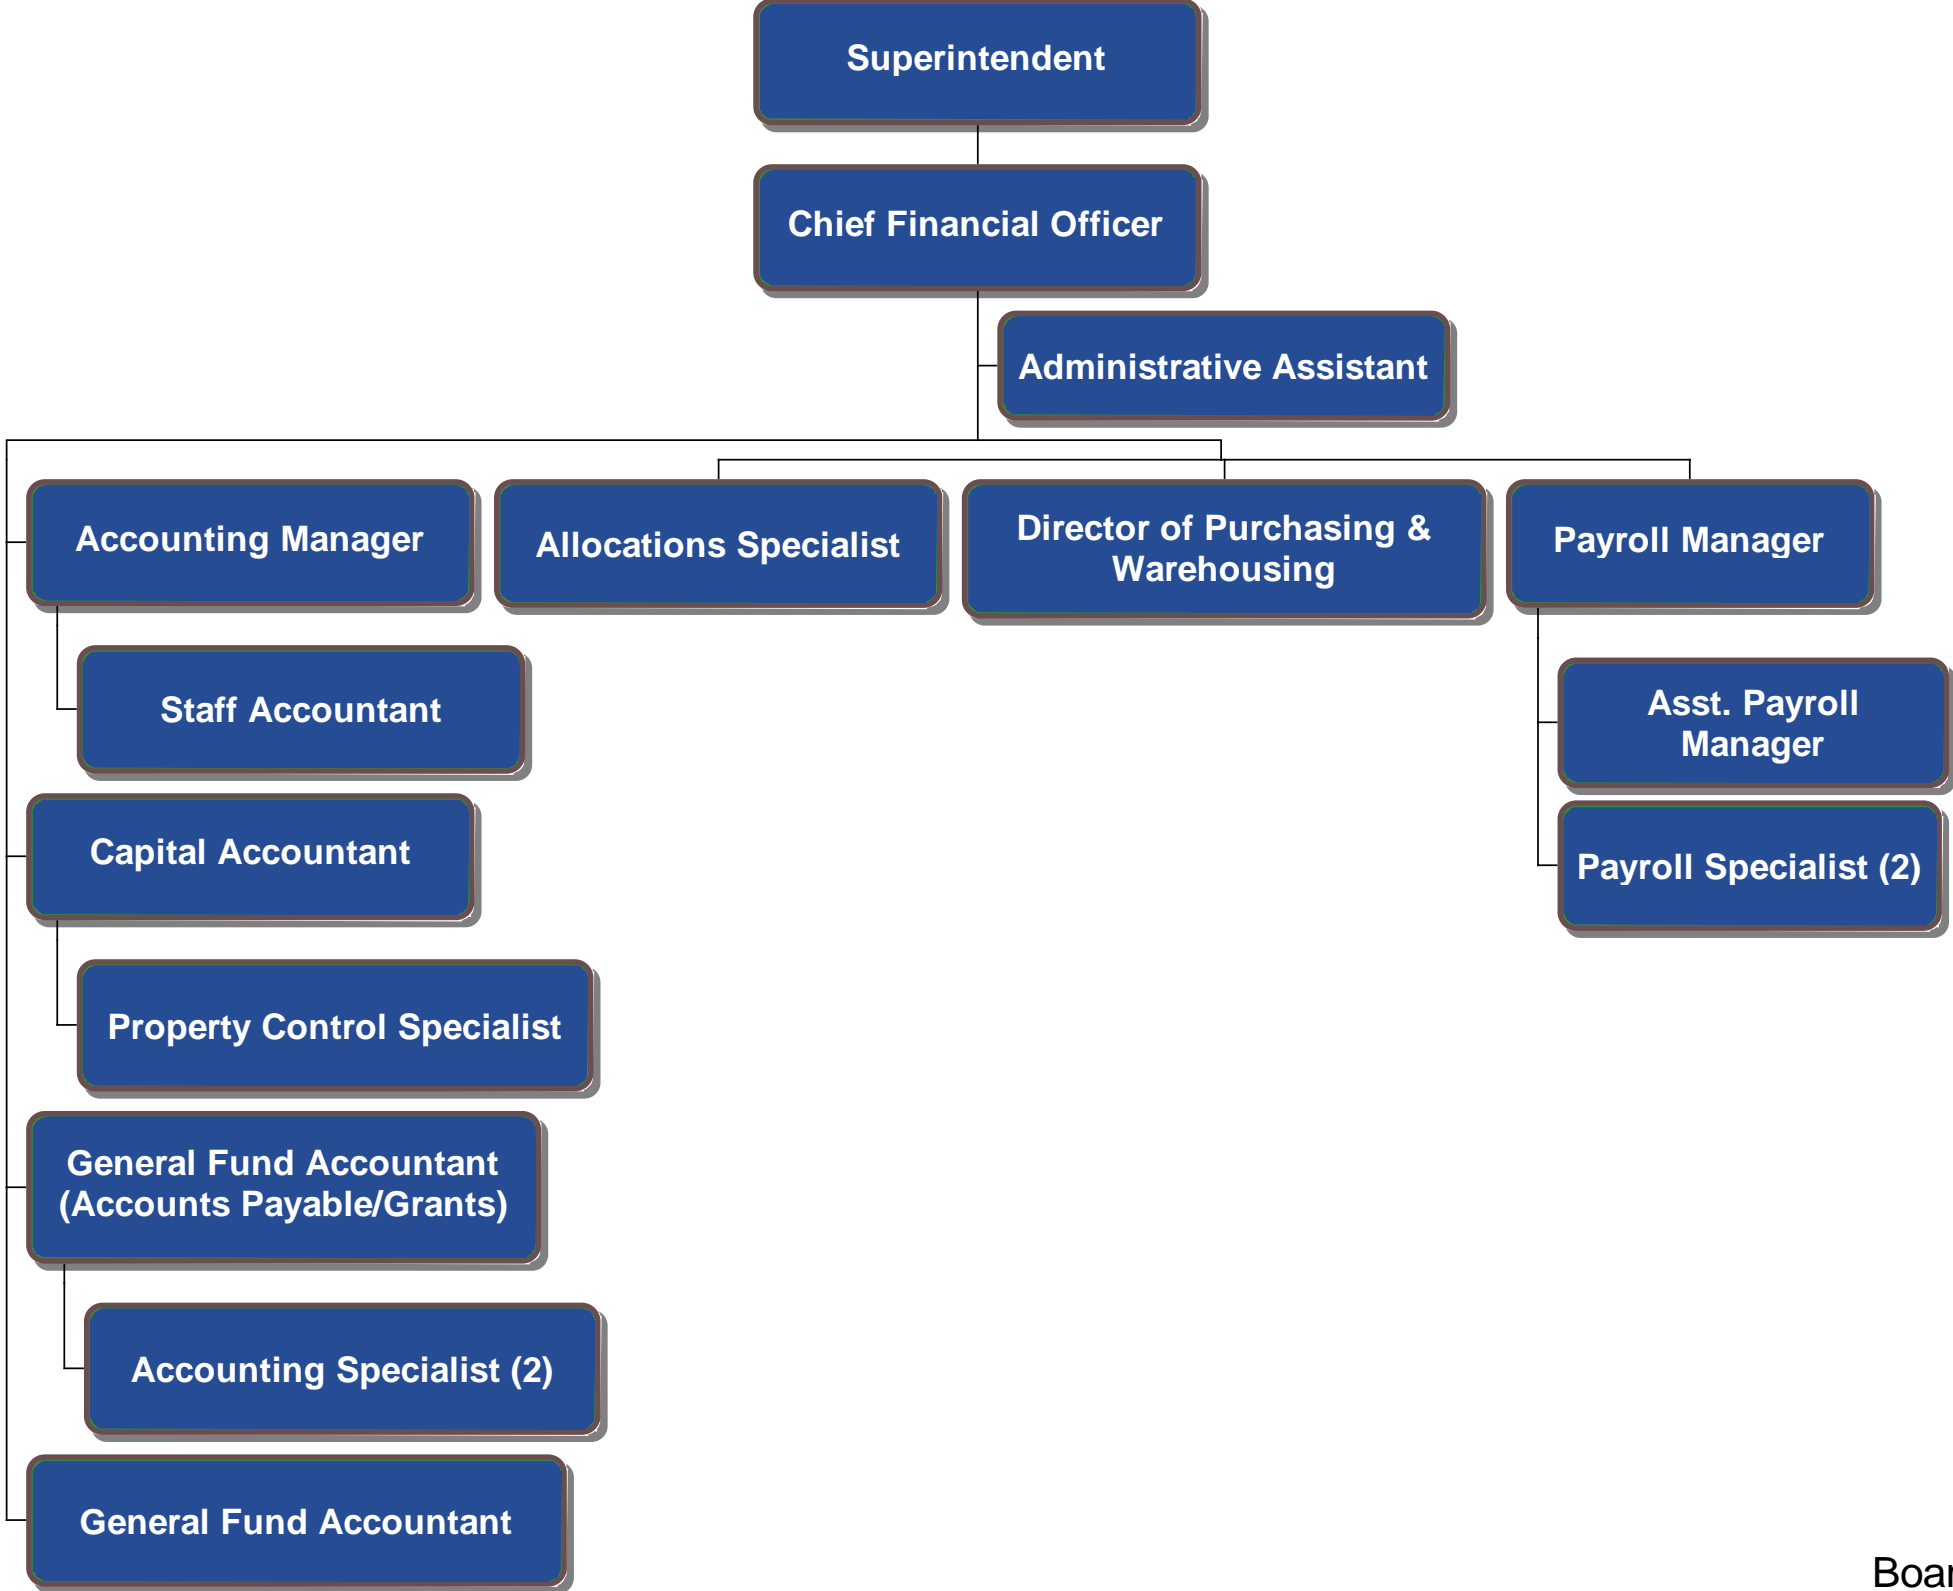 Superintendent
Chief Financial Officer
Administrative Assistant
Accounting Manager
Allocations Specialist
Director of Purchasing &
Warehousing
Payroll Manager
Staff Accountant
Asst. Payroll
Manager
Capital Accountant
Payroll Specialist (2)
Property Control Specialist
General Fund Accountant
(Accounts Payable/Grants)
Accounting Specialist (2)
General Fund Accountant